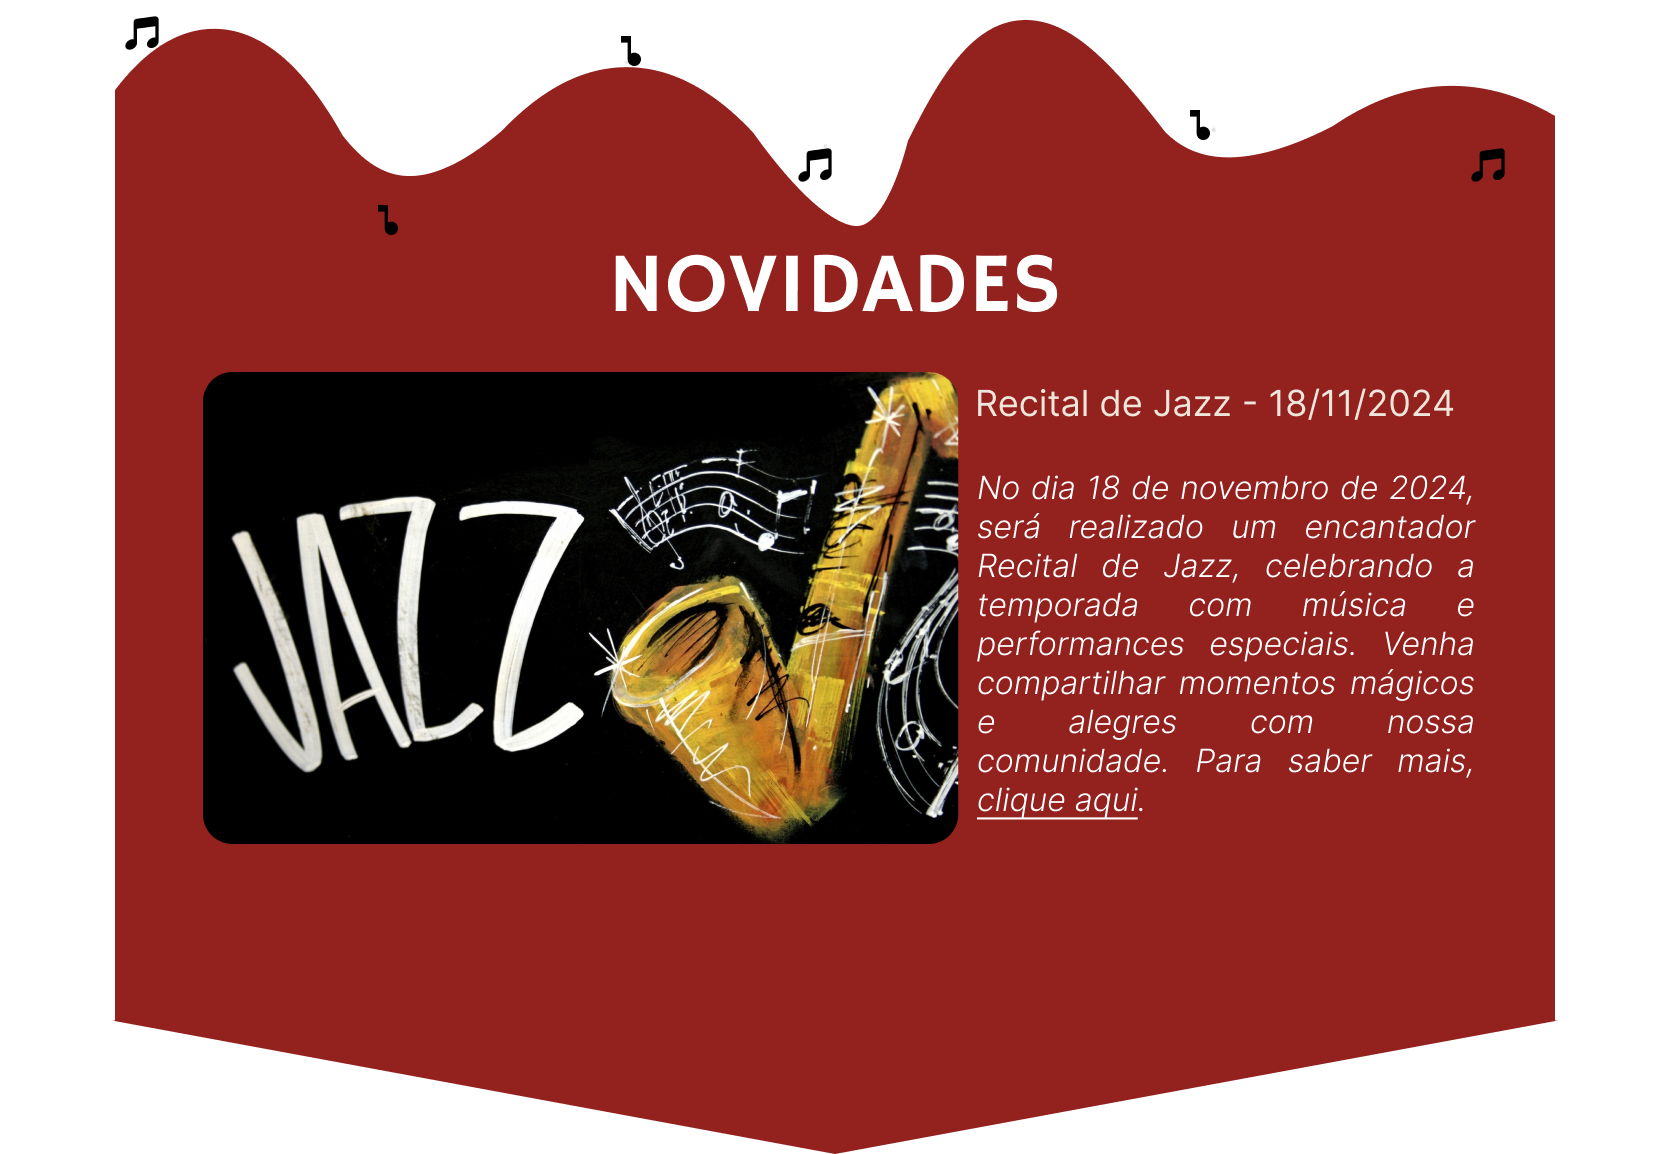 NOVIDADES
JAZZ
Recital de Jazz - 18/11/2024
No dia 18 de novembro de 2024,
será realizado um encantador
Recital de Jazz, celebrando a
temporada com música e
performances especiais. Venha
compartilhar momentos mágicos
e alegres com nossa
comunidade. Para saber mais,
clique aqui.